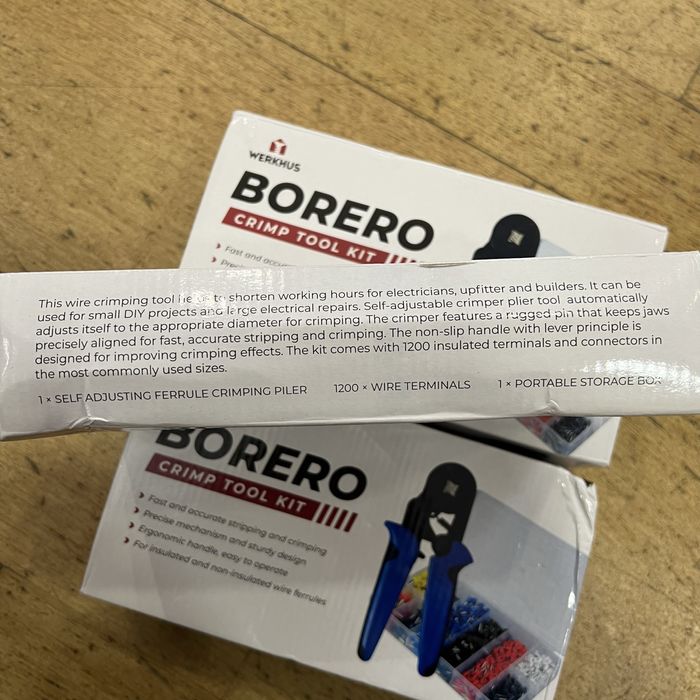 WERKHUS
BORERO
CRIMP TOOL KIT
Fast and accu
Preci
This wire crimping tool helps to shorten working hours for electricians, upfitter and builders. It can be
used for small DIY projects and large electrical repairs. Self-adjustable crimper plier tool automatically
adjusts itself to the appropriate diameter for crimping. The crimper features a rugged pin that keeps jaws
precisely aligned for fast, accurate stripping and crimping. The non-slip handle with lever principle is
designed for improving crimping effects. The kit comes with 1200 insulated terminals and connectors in
the most commonly used sizes.
1 × SELF ADJUSTING FERRULE CRIMPING PILER 1200 × WIRE TERMINALS 1 × PORTABLE STORAGE BOX
BORERO
CRIMP TOOL KIT
Fast and accurate stripping and crimping
Precise mechanism and sturdy design
Ergonomic handle, easy to operate
For insulated and non-insulated wire ferrules